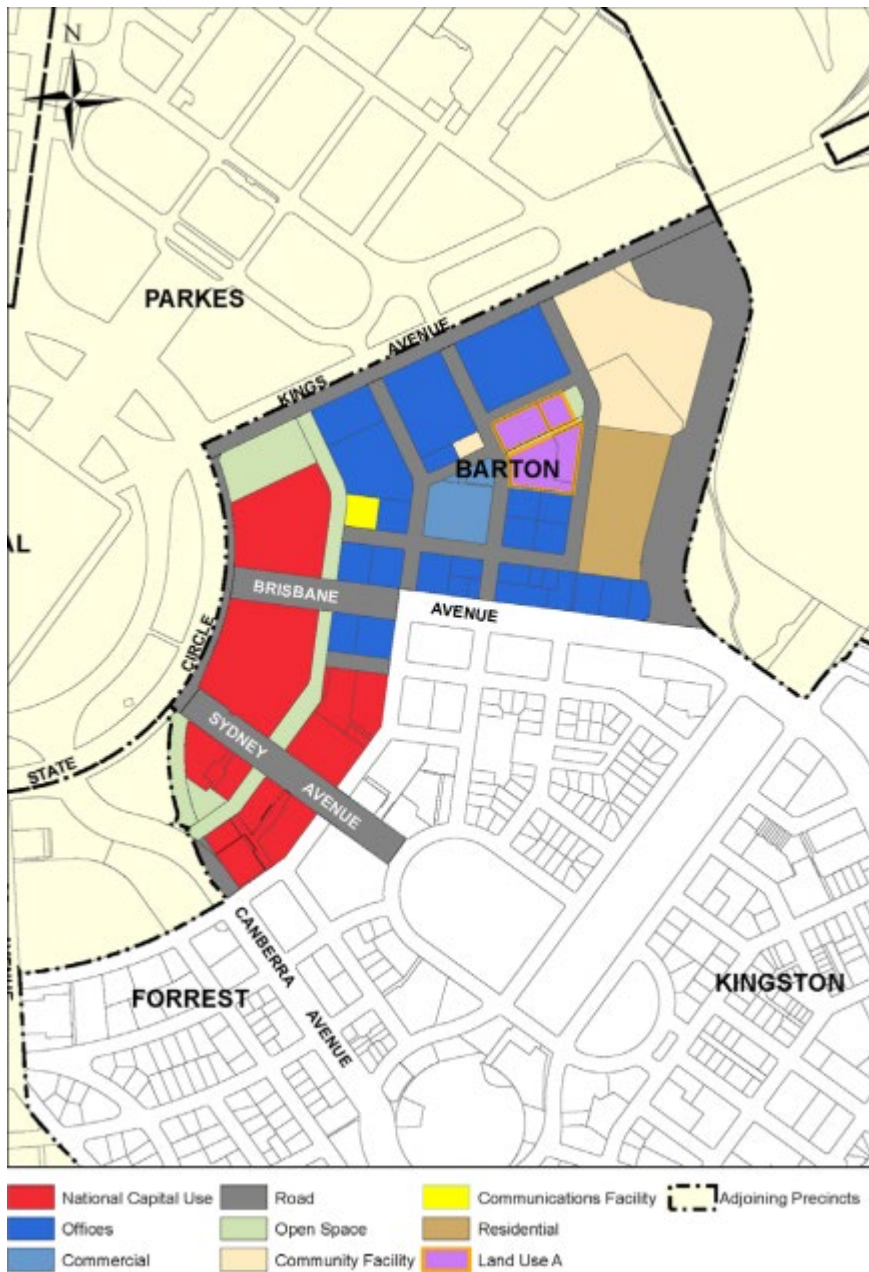 N
PARKES
KINGS
AVENUE
BARTON
AL
BRISBANE
AVENUE
CIRCLE
SYDNEY
AVENUE
STATE
CANBERRA
AVENUE
FORREST
KINGSTON
National Capital Use
Road
Communications Facility
Adjoining Precincts
Offices
Open Space
Residential
Commercial
Community Facility
Land Use A